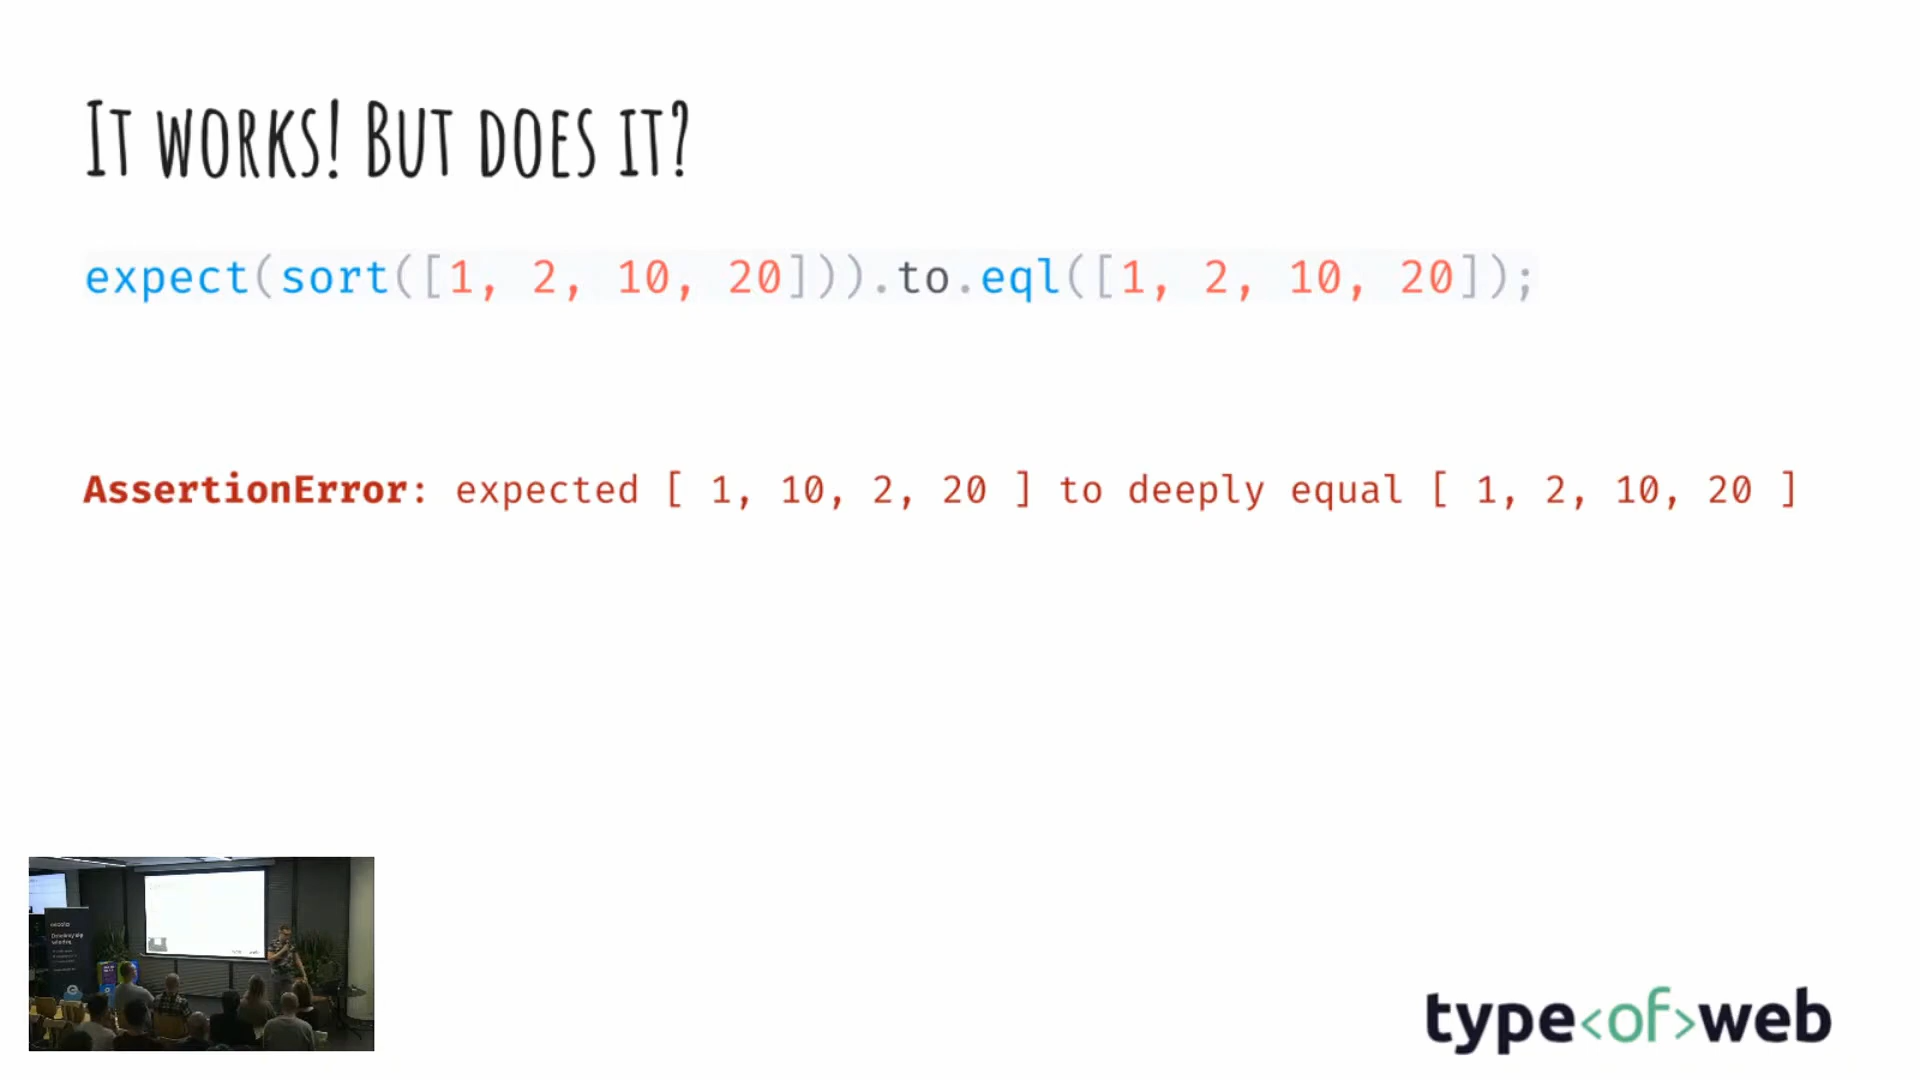 It works! But does it?
expect(sort([1, 2, 10, 20])).to.eql([1, 2, 10, 20]);
AssertionError: expected [ 1, 10, 2, 20 ] to deeply equal [ 1, 2, 10, 20 ]
type<of>web